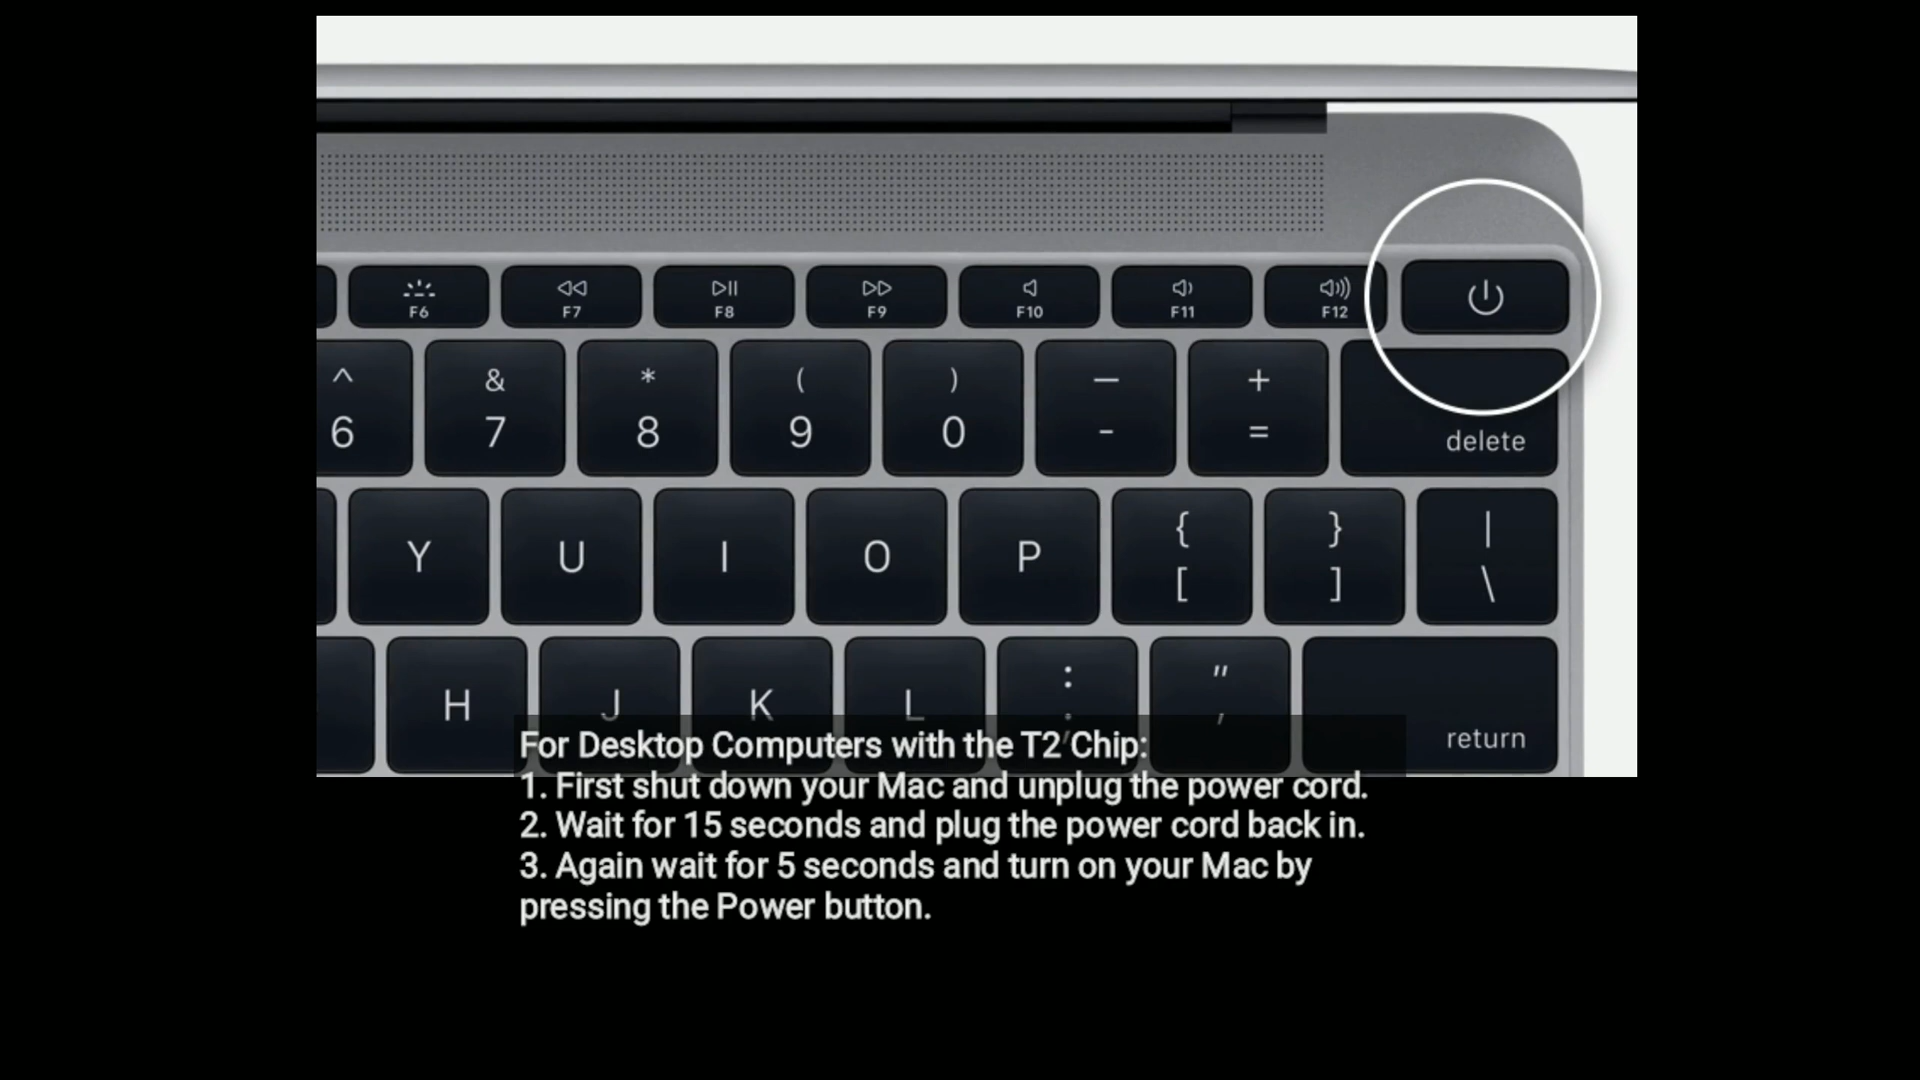 F6 F7 F8 F9 F10 F11 F12
^ & * ( ) — +
6 7 8 9 0 - = delete
Y U I O P { [ } ] | \
H J K L : ; " ' return
For Desktop Computers with the T2 Chip:
1. First shut down your Mac and unplug the power cord.
2. Wait for 15 seconds and plug the power cord back in.
3. Again wait for 5 seconds and turn on your Mac by
pressing the Power button.